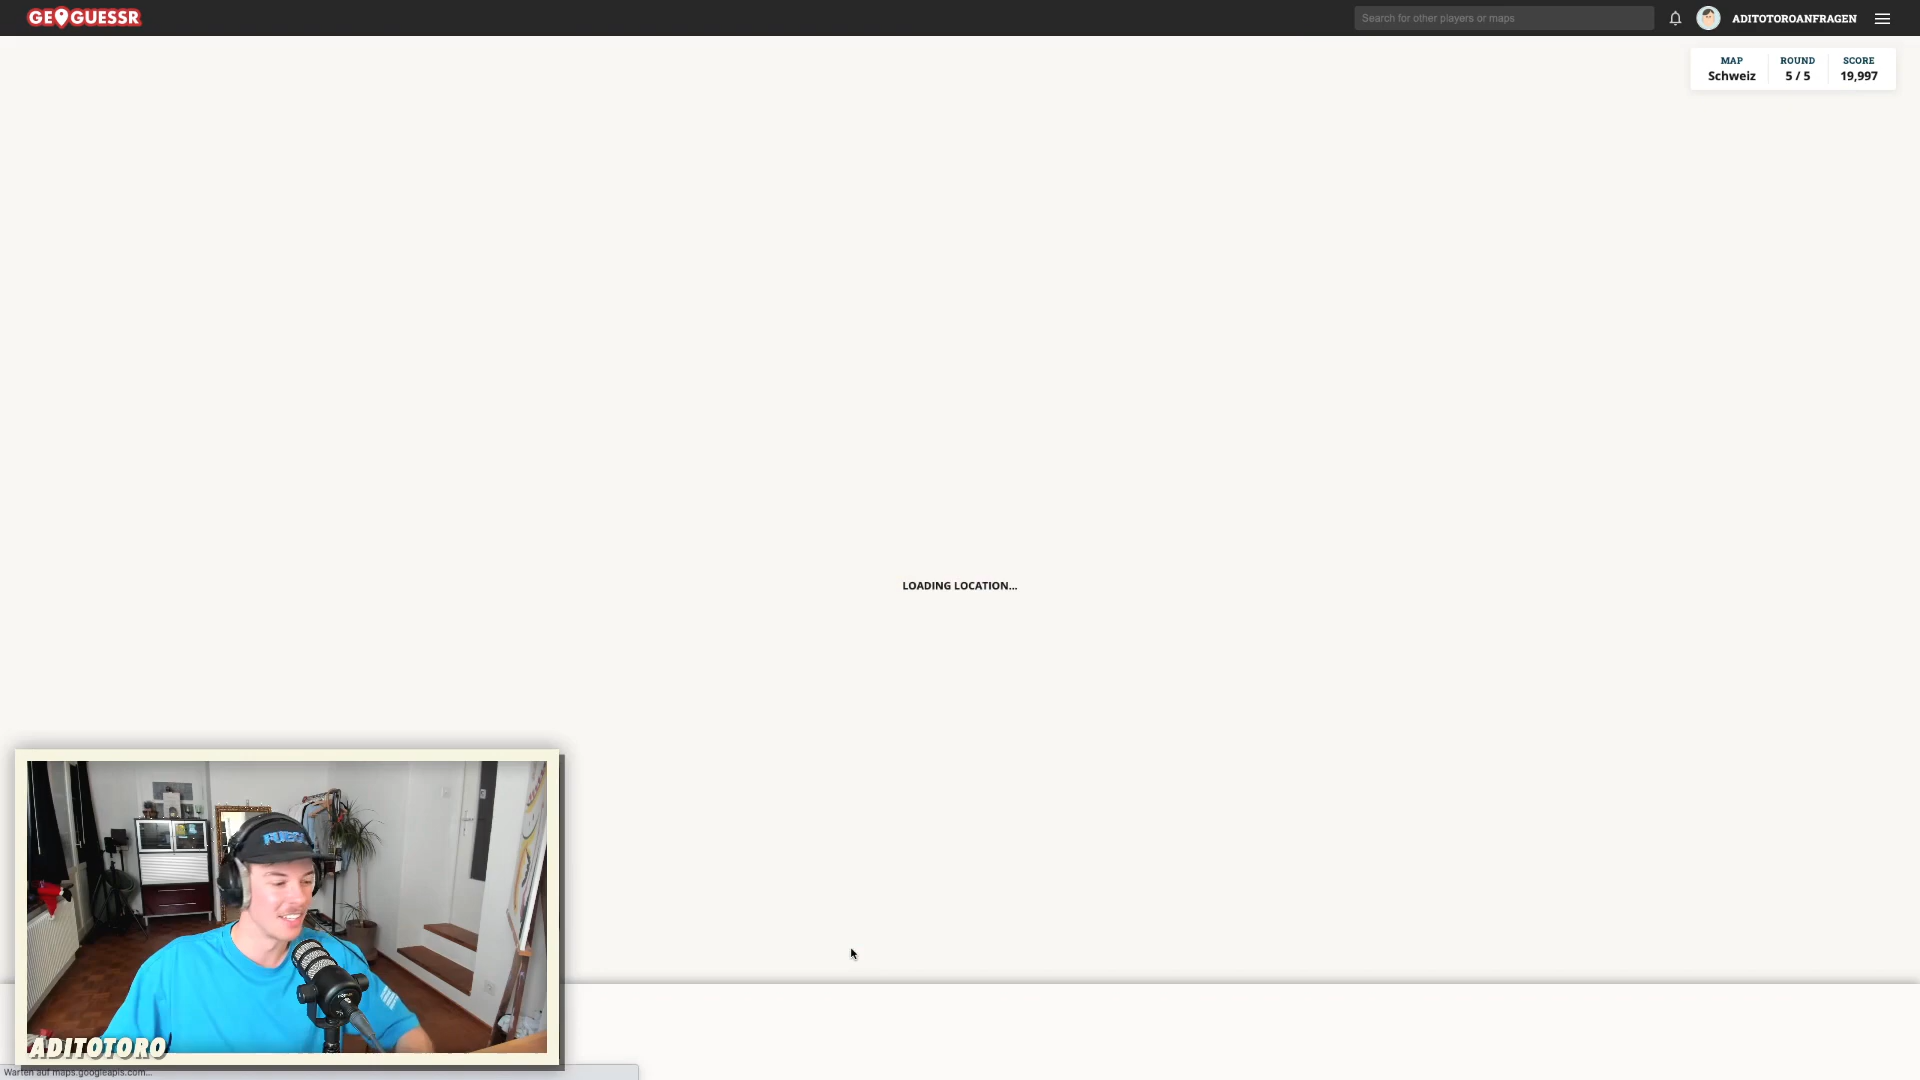 GEOGUESSR
Search for other players or maps
ADITOTOROANFRAGEN
MAP
Schweiz
ROUND
5 / 5
SCORE
19,997
LOADING LOCATION...
FUEGO
ADITOTORO
Warten auf maps.googleapis.com...